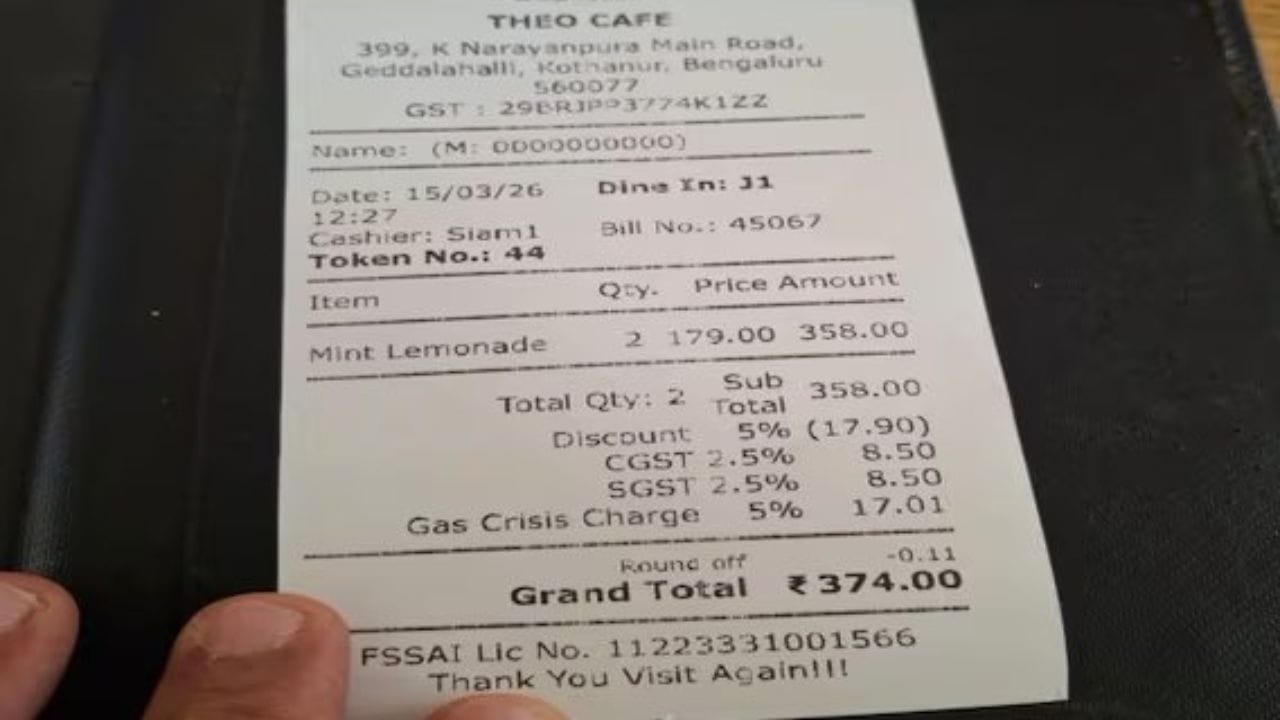 THEO CAFE
399, K Narayanpura Main Road,
Geddalahalli, Kothanur, Bengaluru
560077
GST :
Name: (M: 0000000000)
Date: 15/03/26 Dine In: J1
12:27
Cashier: Siam1 Bill No.: 45067
Token No.: 44
Item Qty. Price Amount
Mint Lemonade 2 179.00 358.00
Total Qty: 2 Sub Total 358.00
Discount 5% (17.90)
CGST 2.5% 8.50
SGST 2.5% 8.50
Gas Crisis Charge 5% 17.01
Round off -0.11
Grand Total ₹374.00
FSSAI Lic No. 11223331001566
Thank You Visit Again!!!